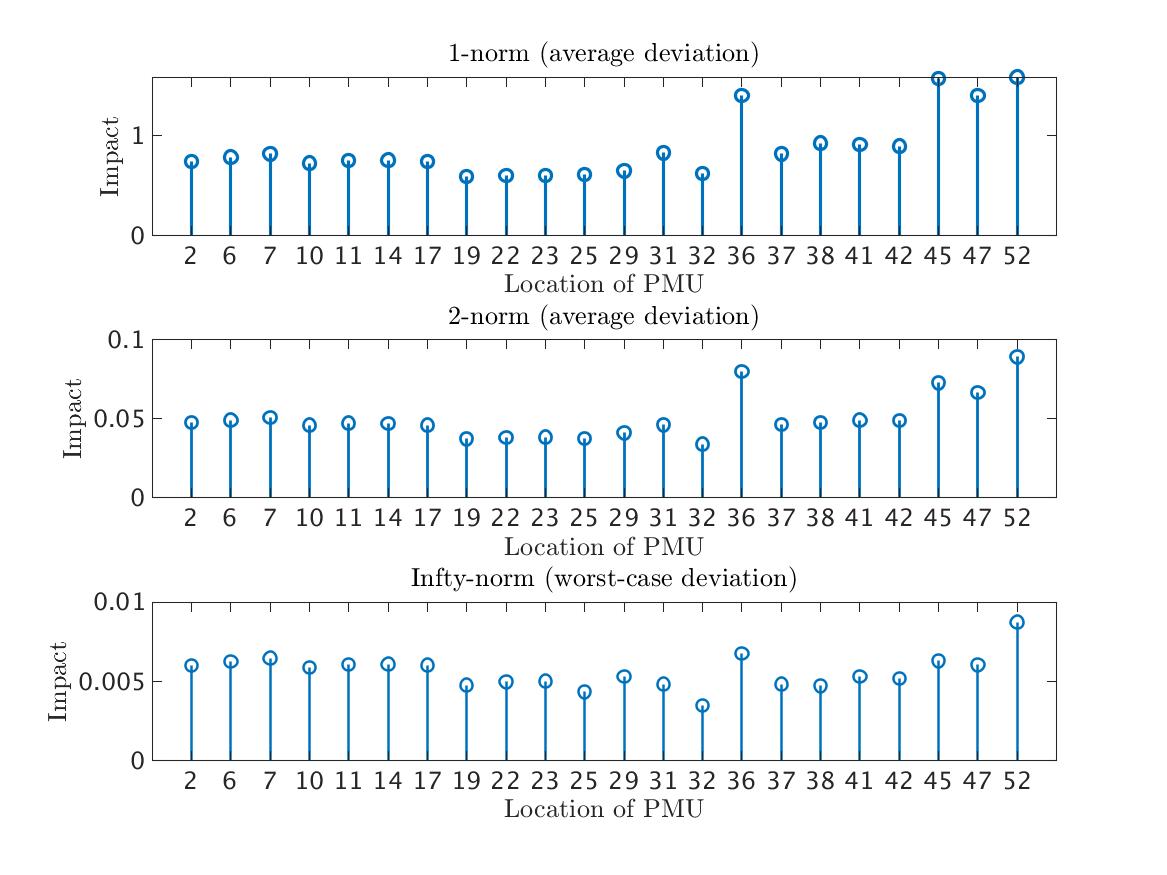 1-norm (average deviation)
Impact
1
0
2 6 7 10 11 14 17 19 22 23 25 29 31 32 36 37 38 41 42 45 47 52
Location of PMU
2-norm (average deviation)
Impact
0.1
0.05
0
2 6 7 10 11 14 17 19 22 23 25 29 31 32 36 37 38 41 42 45 47 52
Location of PMU
Infty-norm (worst-case deviation)
Impact
0.01
0.005
0
2 6 7 10 11 14 17 19 22 23 25 29 31 32 36 37 38 41 42 45 47 52
Location of PMU